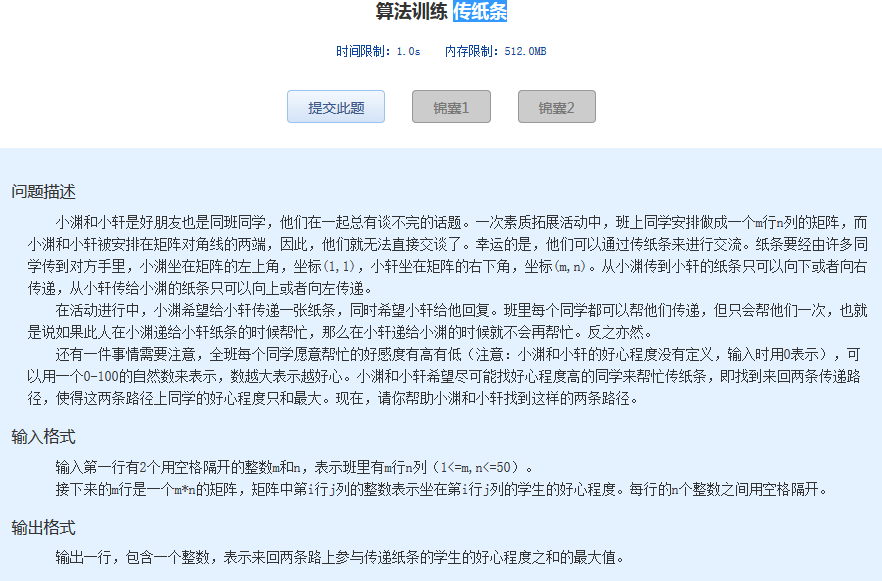 算法训练 传纸条
时间限制：1.0s 内存限制：512.0MB
提交此题 锦囊1 锦囊2
问题描述
小渊和小轩是好朋友也是同班同学，他们在一起总有谈不完的话题。一次素质拓展活动中，班上同学安排做成一个m行n列的矩阵，而
小渊和小轩被安排在矩阵对角线的两端，因此，他们就无法直接交谈了。幸运的是，他们可以通过传纸条来进行交流。纸条要经由许多同
学传到对方手里，小渊坐在矩阵的左上角，坐标(1,1)，小轩坐在矩阵的右下角，坐标(m,n)。从小渊传到小轩的纸条只可以向下或者向右
传递，从小轩传给小渊的纸条只可以向上或者向左传递。
在活动进行中，小渊希望给小轩传递一张纸条，同时希望小轩给他回复。班里每个同学都可以帮他们传递，但只会帮他们一次，也就
是说如果此人在小渊递给小轩纸条的时候帮忙，那么在小轩递给小渊的时候就不会再帮忙。反之亦然。
还有一件事情需要注意，全班每个同学愿意帮忙的好感度有高有低（注意：小渊和小轩的好心程度没有定义，输入时用0表示），可
以用一个0-100的自然数来表示，数越大表示越好心。小渊和小轩希望尽可能找好心程度高的同学来帮忙传纸条，即找到来回两条传递路
径，使得这两条路径上同学的好心程度只和最大。现在，请你帮助小渊和小轩找到这样的两条路径。
输入格式
输入第一行有2个用空格隔开的整数m和n，表示班里有m行n列（1<=m,n<=50）。
接下来的m行是一个m*n的矩阵，矩阵中第i行j列的整数表示坐在第i行j列的学生的好心程度。每行的n个整数之间用空格隔开。
输出格式
输出一行，包含一个整数，表示来回两条路上参与传递纸条的学生的好心程度之和的最大值。